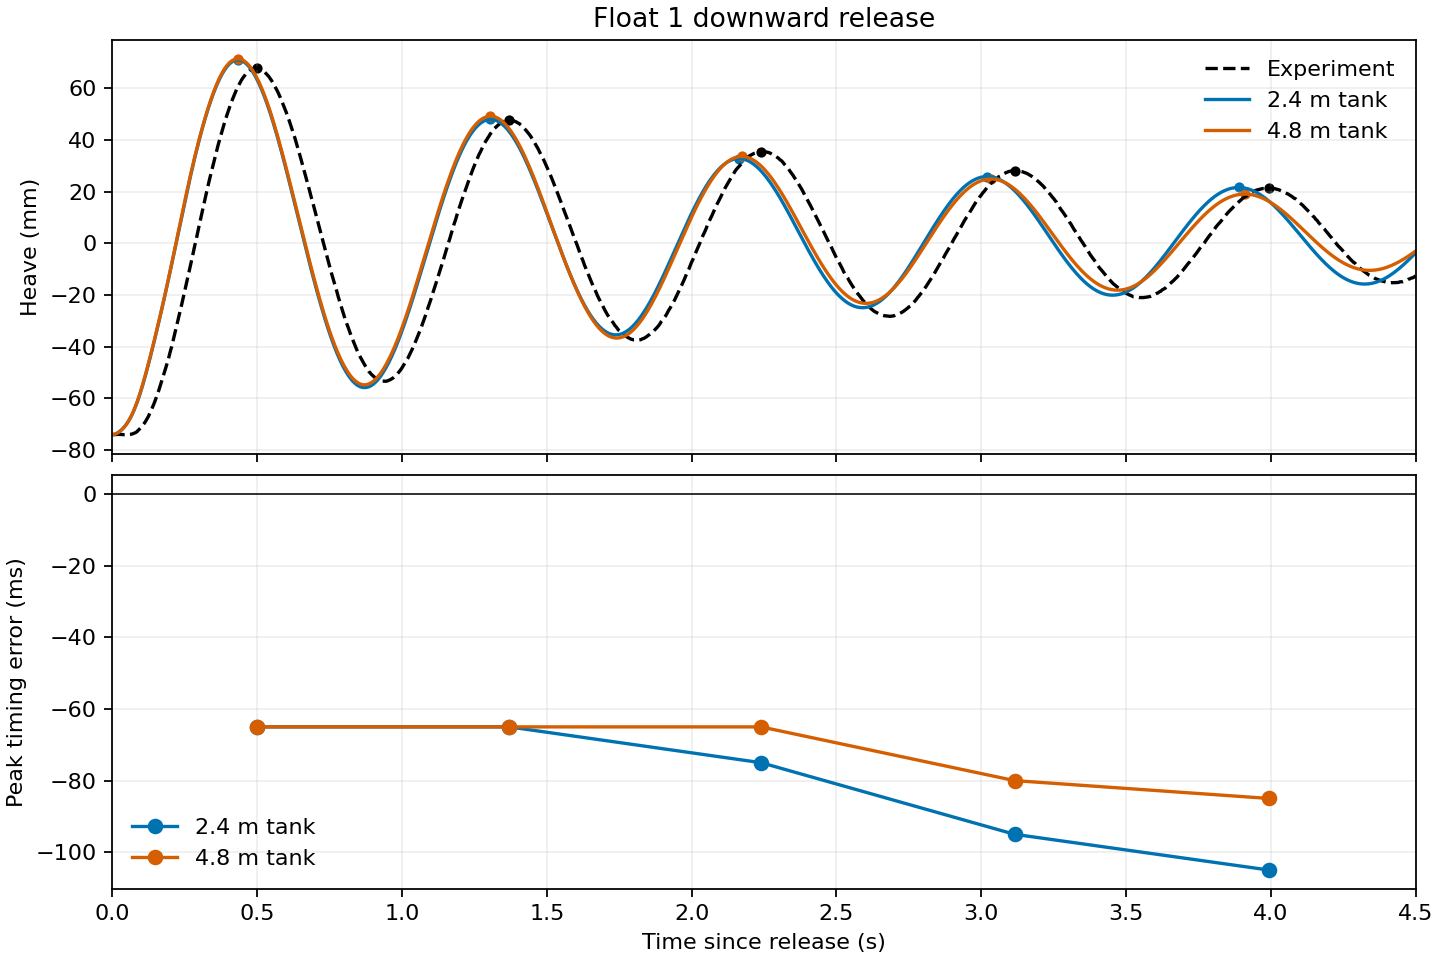 Float 1 downward release
Heave (mm)
60
40
20
0
−20
−40
−60
−80
Experiment
2.4 m tank
4.8 m tank
Peak timing error (ms)
0
−20
−40
−60
−80
−100
2.4 m tank
4.8 m tank
0.0 0.5 1.0 1.5 2.0 2.5 3.0 3.5 4.0 4.5
Time since release (s)